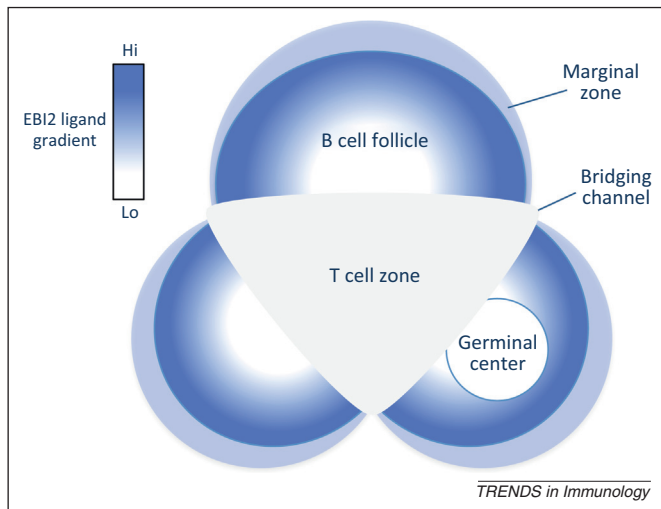 Hi
EBI2 ligand
gradient
Lo
Marginal
zone
B cell follicle
Bridging
channel
T cell zone
Germinal
center
TRENDS in Immunology